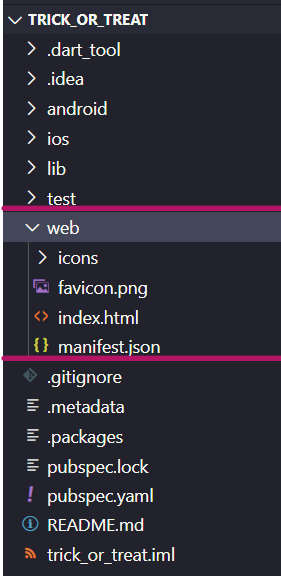 TRICK_OR_TREAT
.dart_tool
.idea
android
ios
lib
test
web
icons
favicon.png
index.html
manifest.json
.gitignore
.metadata
.packages
pubspec.lock
pubspec.yaml
README.md
trick_or_treat.iml